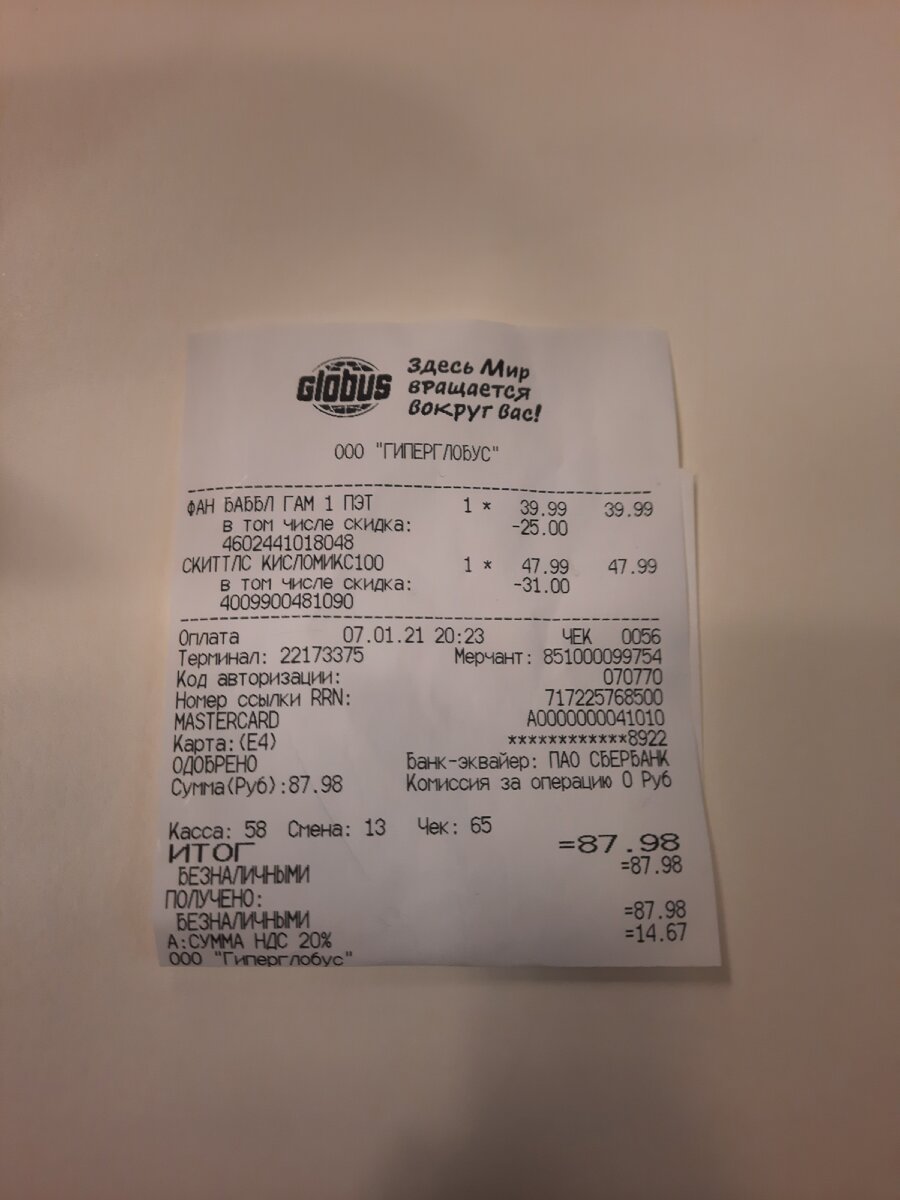 Globus
Здесь Мир
вращается
вокруг вас!
ООО "ГИПЕРГЛОБУС"
ФАН БАББЛ ГАМ 1 ПЭТ 1 * 39.99 39.99
в том числе скидка: -25.00
4602441018048
СКИТТЛС КИСЛОМИКС100 1 * 47.99 47.99
в том числе скидка: -31.00
4009900481090
Оплата 07.01.21 20:23 ЧЕК 0056
Терминал: 22173375 Мерчант: 851000099754
Код авторизации: 070770
Номер ссылки RRN: 717225768500
MASTERCARD A0000000041010
Карта:(E4) ************8922
ОДОБРЕНО Банк-эквайер: ПАО СБЕРБАНК
Сумма(Руб):87.98 Комиссия за операцию 0 Руб
Касса: 58 Смена: 13 Чек: 65
ИТОГ =87.98
БЕЗНАЛИЧНЫМИ =87.98
ПОЛУЧЕНО:
БЕЗНАЛИЧНЫМИ =87.98
А:СУММА НДС 20% =14.67
ООО "Гиперглобус"